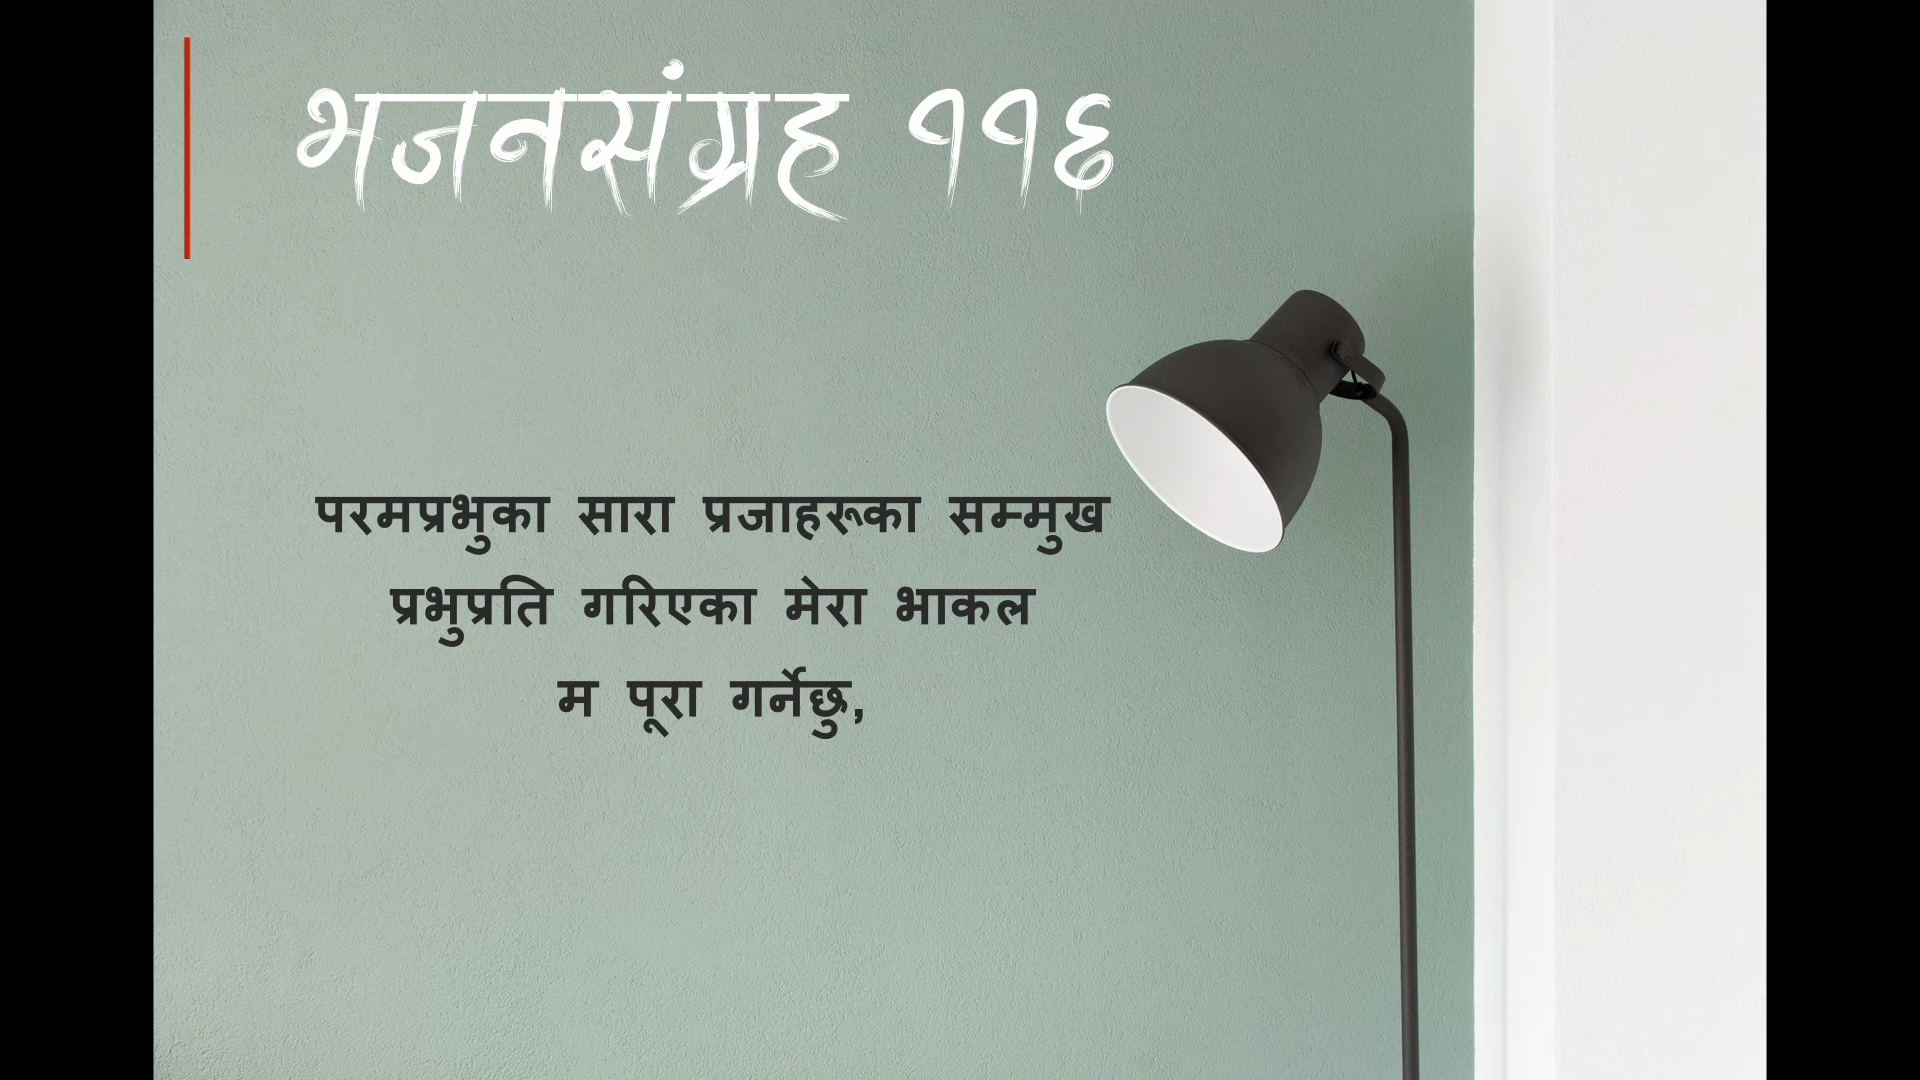 भजनसंग्रह ११६
परमप्रभुका सारा प्रजाहरूका सम्मुख
प्रभुप्रति गरिएका मेरा भाकल
म पूरा गर्नेछु,